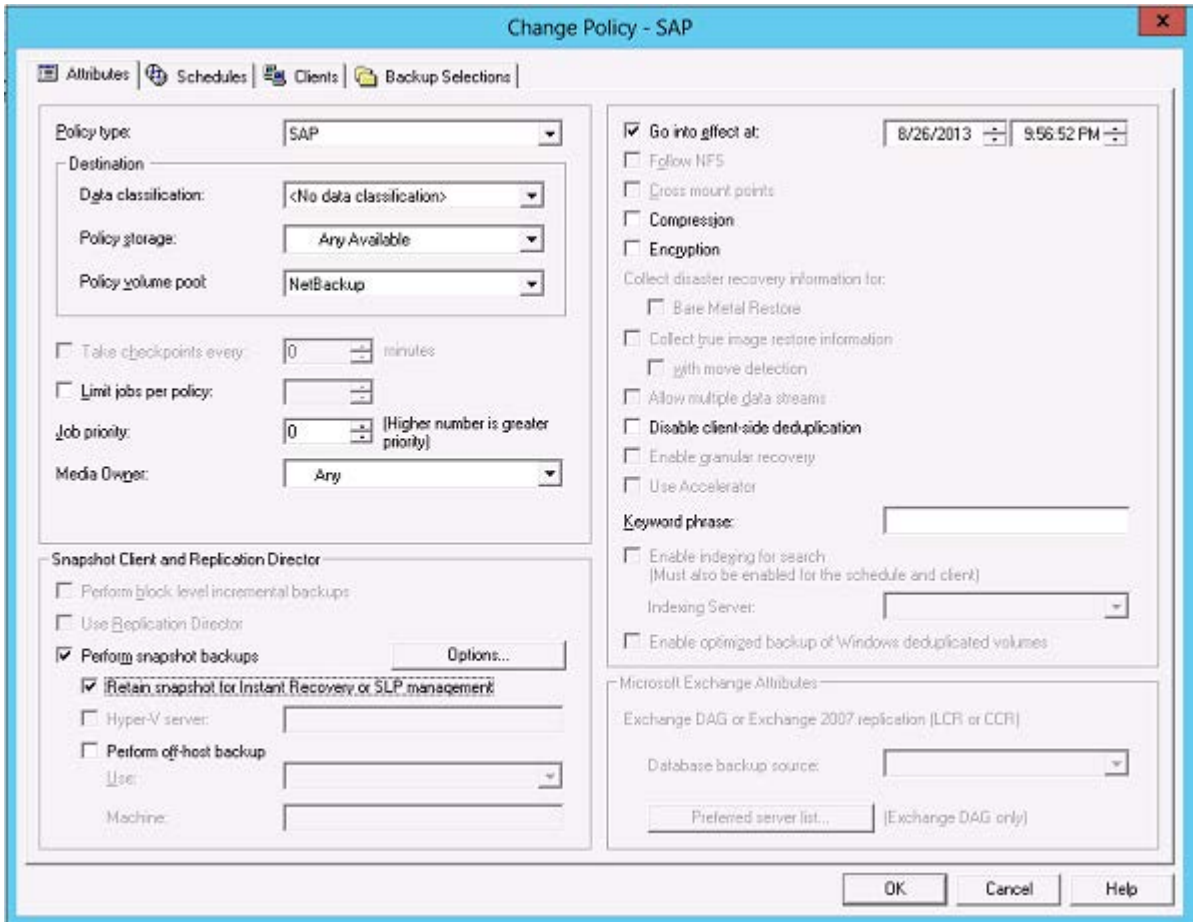 Change Policy - SAP
x
Attributes
Schedules
Clients
Backup Selections
Policy type:
SAP
Destination
Data classification:
<No data classification>
Policy storage:
Any Available
Policy volume pool:
NetBackup
Take checkpoints every:
0
minutes
Limit jobs per policy:
Job priority:
0
(Higher number is greater
priority)
Media Owner:
Any
Snapshot Client and Replication Director
Perform block level incremental backups
Use Replication Director
Perform snapshot backups
Options...
Retain snapshot for Instant Recovery or SLP management
Hyper-V server:
Perform off-host backup
Use:
Machine:
Go into effect at:
8/26/2013
9:56:52 PM
Follow NFS
Cross mount points
Compression
Encryption
Collect disaster recovery information for:
Bare Metal Restore
Collect true image restore information
with move detection
Allow multiple data streams
Disable client-side deduplication
Enable granular recovery
Use Accelerator
Keyword phrase:
Enable indexing for search
(Must also be enabled for the schedule and client)
Indexing Server:
Enable optimized backup of Windows deduplicated volumes
Microsoft Exchange Attributes
Exchange DAG or Exchange 2007 replication (LCR or CCR)
Database backup source:
Preferred server list...
(Exchange DAG only)
OK
Cancel
Help